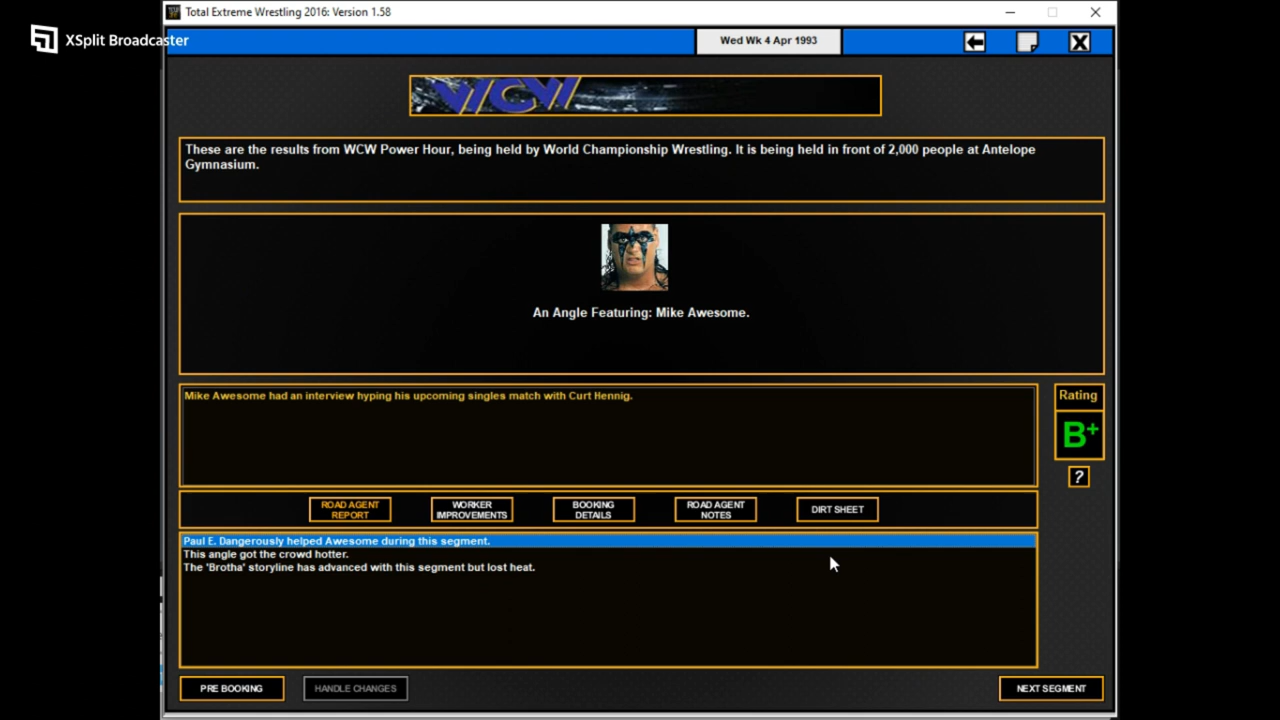 XSplit Broadcaster
Total Extreme Wrestling 2016: Version 1.58
Wed Wk 4 Apr 1993
WCW
These are the results from WCW Power Hour, being held by World Championship Wrestling. It is being held in front of 2,000 people at Antelope
Gymnasium.
An Angle Featuring: Mike Awesome.
Mike Awesome had an interview hyping his upcoming singles match with Curt Hennig.
Rating
B+
?
ROAD AGENT
REPORT
WORKER
IMPROVEMENTS
BOOKING
DETAILS
ROAD AGENT
NOTES
DIRT SHEET
Paul E. Dangerously helped Awesome during this segment.
This angle got the crowd hotter.
The 'Brotha' storyline has advanced with this segment but lost heat.
PRE BOOKING
HANDLE CHANGES
NEXT SEGMENT